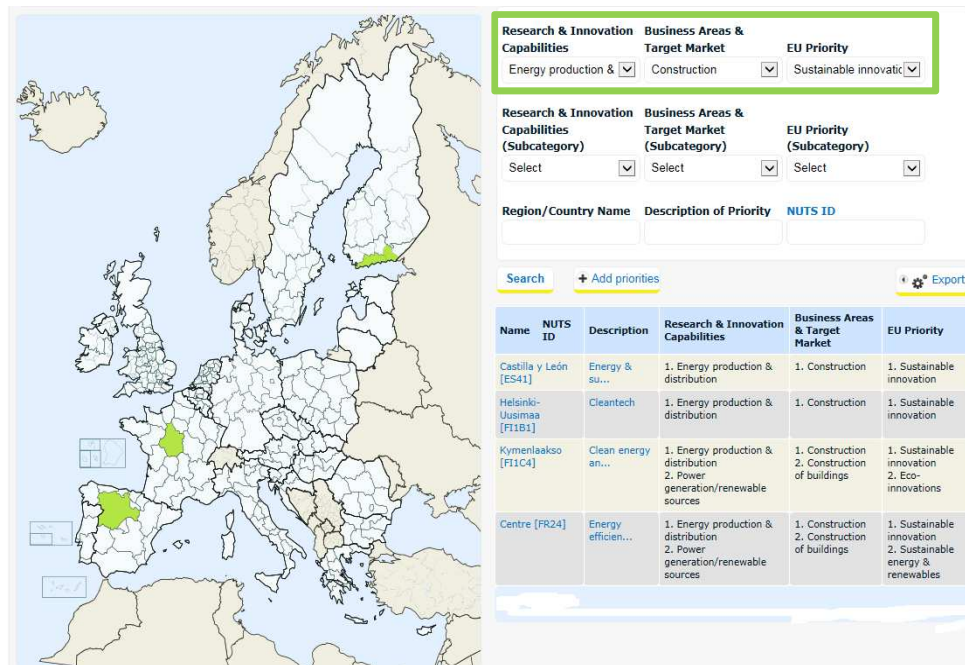 Research & Innovation Business Areas &
Capabilities Target Market EU Priority
Energy production & Construction Sustainable innovatic
Research & Innovation Business Areas &
Capabilities Target Market EU Priority
(Subcategory) (Subcategory) (Subcategory)
Select Select Select
Region/Country Name Description of Priority NUTS ID
Search + Add priorities Export
Name NUTS ID Description Research & Innovation Capabilities Business Areas & Target Market EU Priority
Castilla y León [ES41] Energy & su... 1. Energy production & distribution 1. Construction 1. Sustainable innovation
Helsinki-Uusimaa [FI1B1] Cleantech 1. Energy production & distribution 1. Construction 1. Sustainable innovation
Kymenlaakso [FI1C4] Clean energy an... 1. Energy production & distribution 2. Power generation/renewable sources 1. Construction 2. Construction of buildings 1. Sustainable innovation 2. Eco-innovations
Centre [FR24] Energy efficien... 1. Energy production & distribution 2. Power generation/renewable sources 1. Construction 2. Construction of buildings 1. Sustainable innovation 2. Sustainable energy & renewables